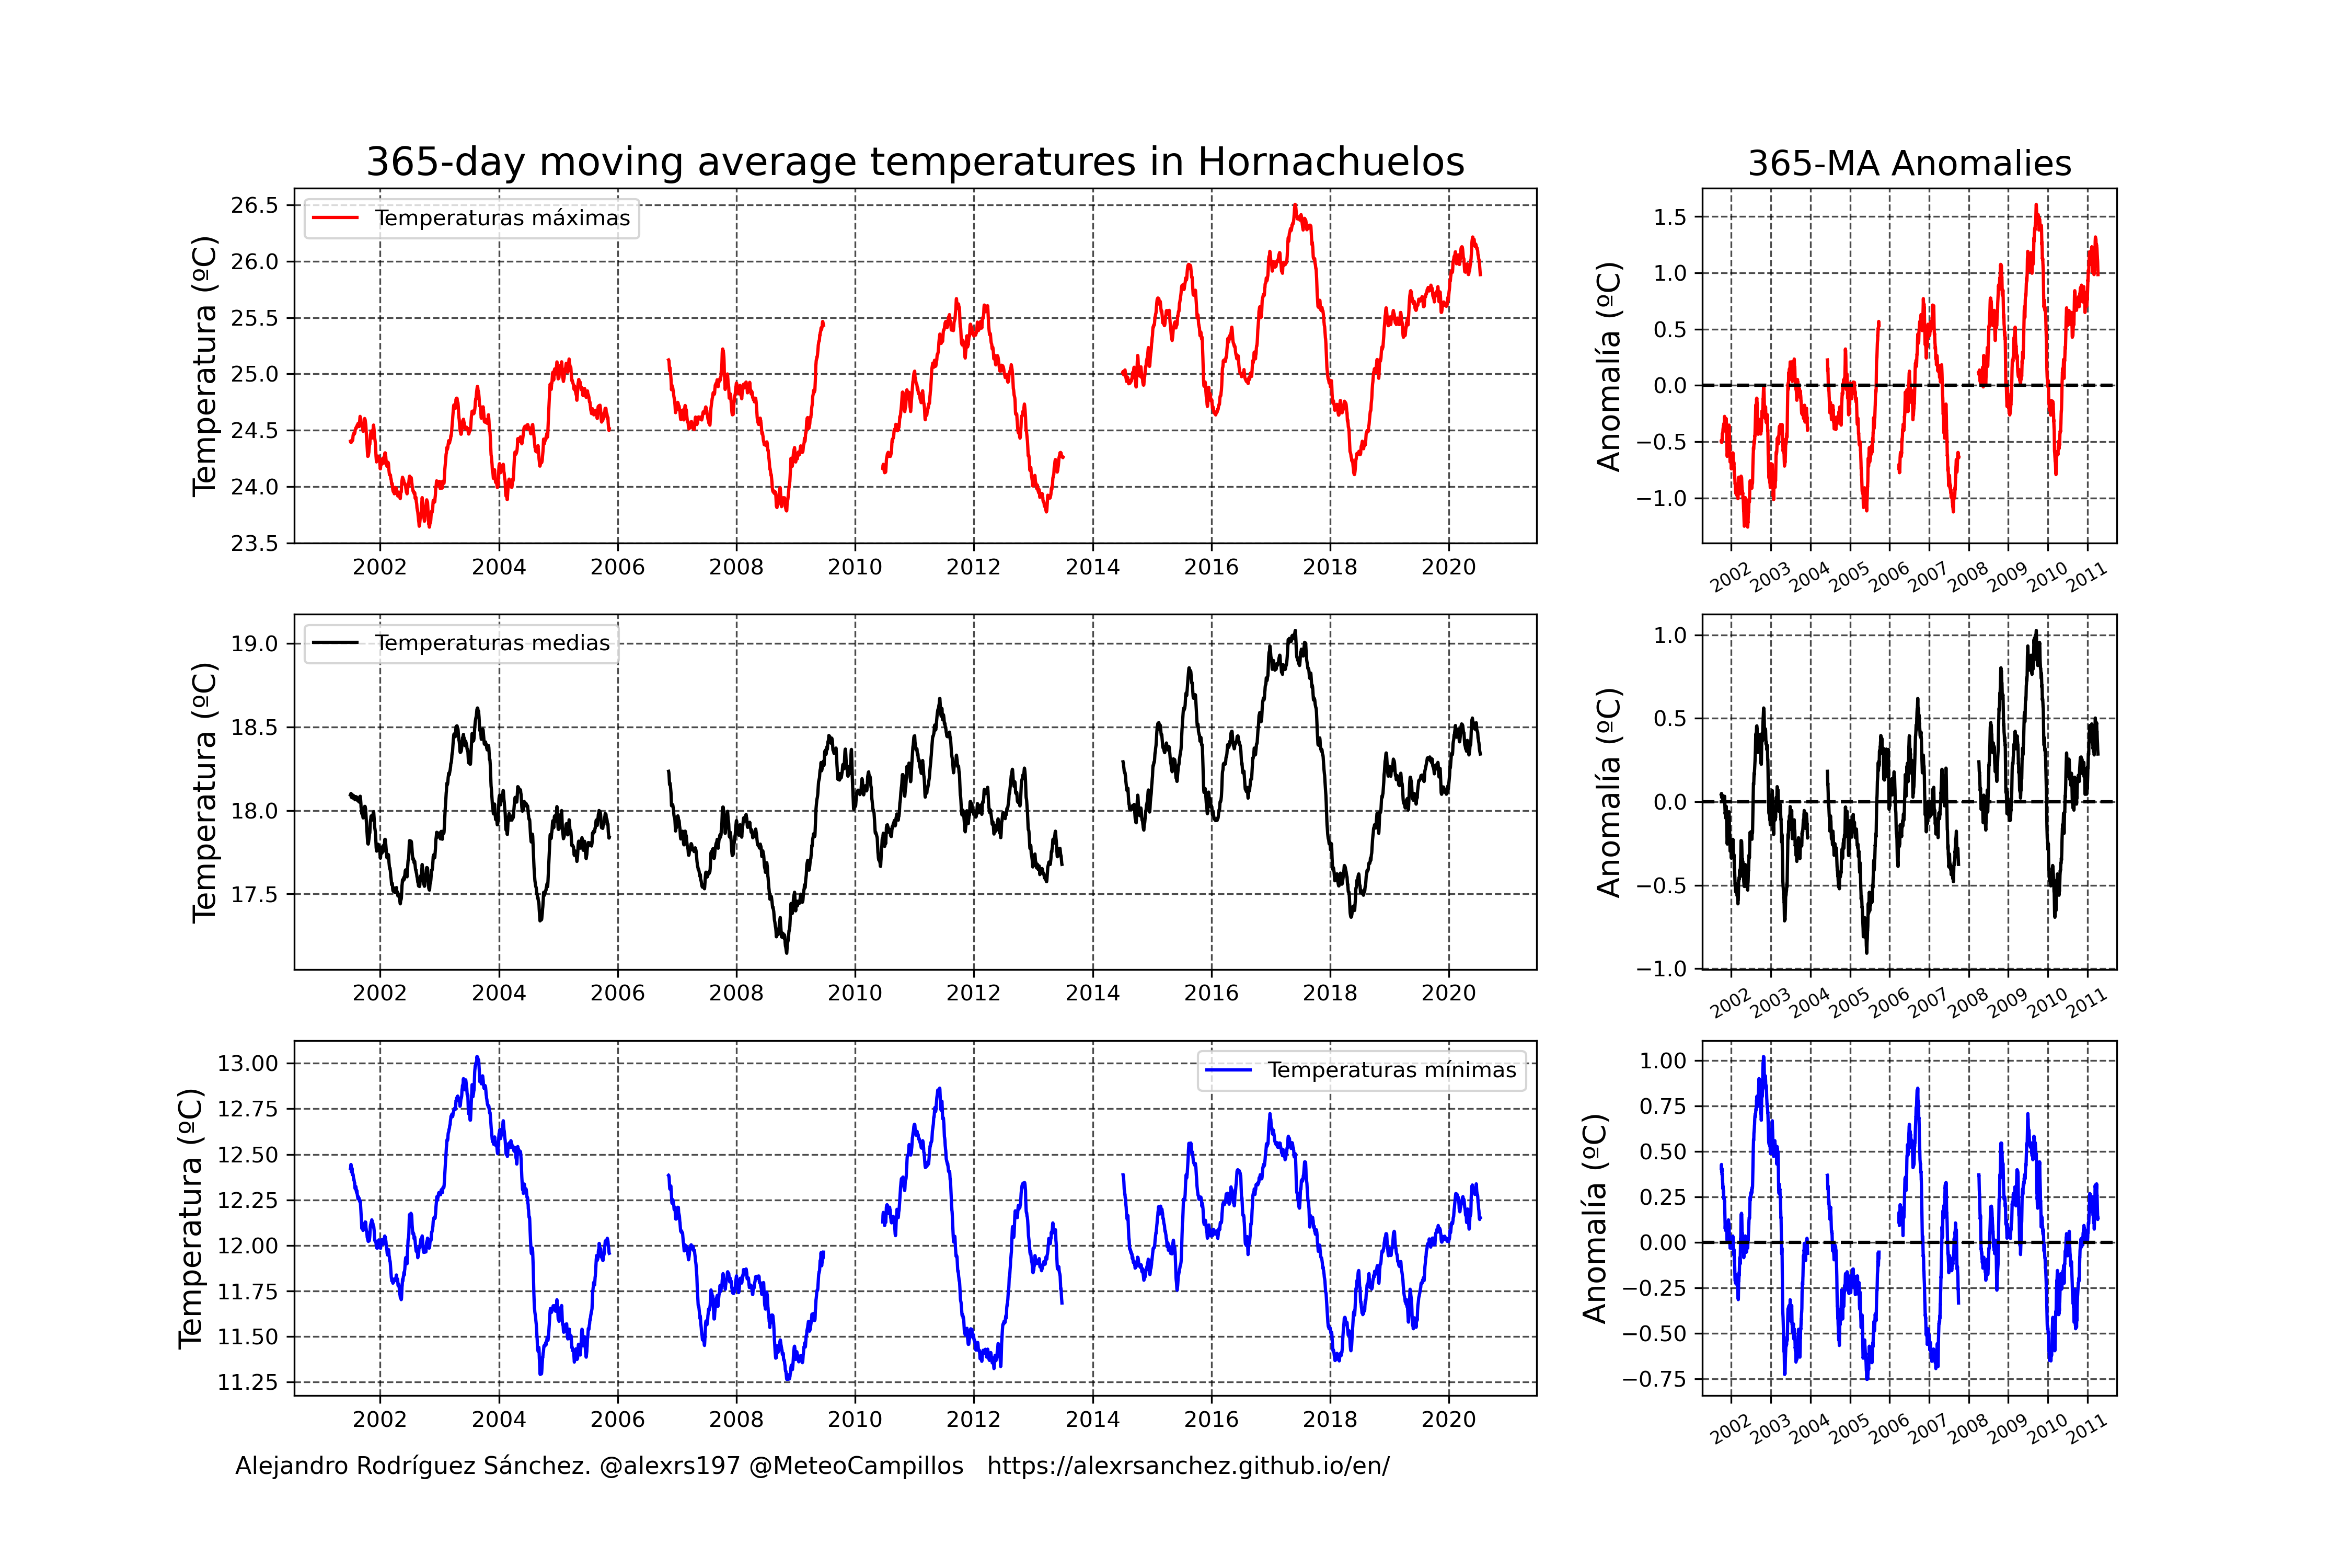 365-day moving average temperatures in Hornachuelos
365-MA Anomalies
Temperatura (ºC)
26.5
26.0
25.5
25.0
24.5
24.0
23.5
Temperaturas máximas
2002 2004 2006 2008 2010 2012 2014 2016 2018 2020
Anomalía (ºC)
1.5
1.0
0.5
0.0
−0.5
−1.0
2002 2003 2004 2005 2006 2007 2008 2009 2010 2011
Temperatura (ºC)
19.0
18.5
18.0
17.5
Temperaturas medias
2002 2004 2006 2008 2010 2012 2014 2016 2018 2020
Anomalía (ºC)
1.0
0.5
0.0
−0.5
−1.0
2002 2003 2004 2005 2006 2007 2008 2009 2010 2011
Temperatura (ºC)
13.00
12.75
12.50
12.25
12.00
11.75
11.50
11.25
Temperaturas mínimas
2002 2004 2006 2008 2010 2012 2014 2016 2018 2020
Anomalía (ºC)
1.00
0.75
0.50
0.25
0.00
−0.25
−0.50
−0.75
2002 2003 2004 2005 2006 2007 2008 2009 2010 2011
Alejandro Rodríguez Sánchez. @alexrs197 @MeteoCampillos https://alexrsanchez.github.io/en/